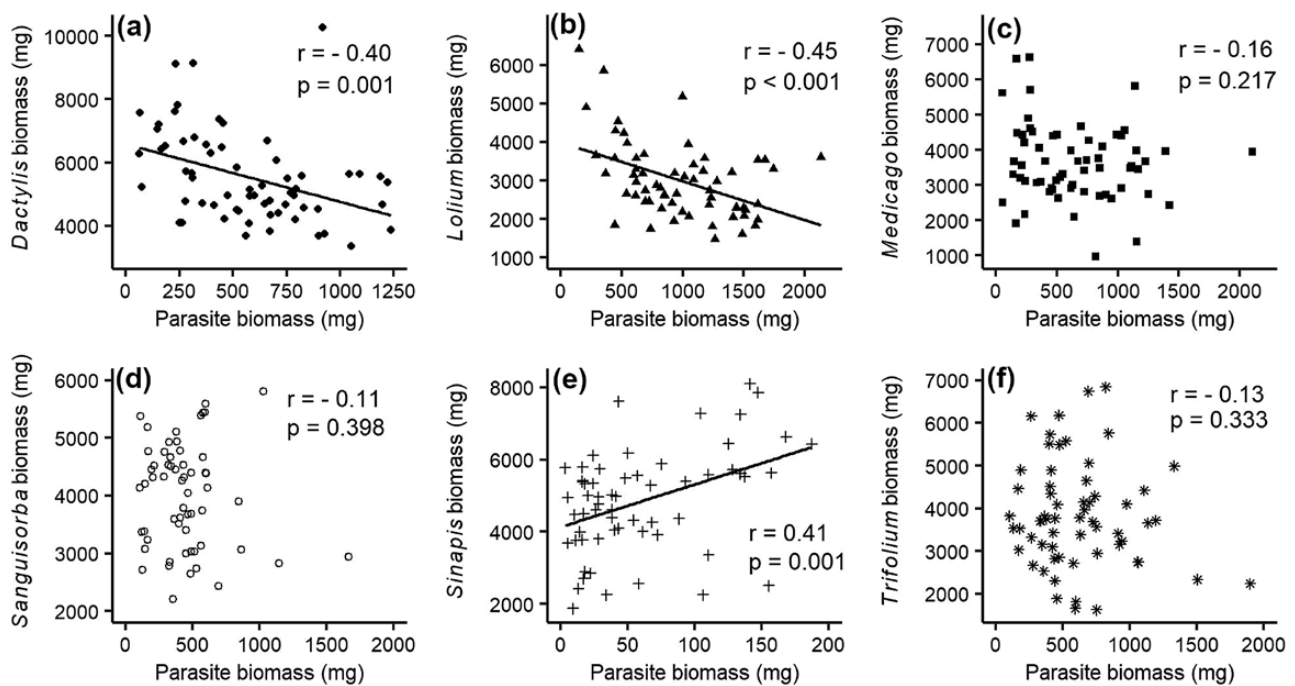 (a)
r = - 0.40
p = 0.001
Dactylis biomass (mg)
10000
8000
6000
4000
0 250 500 750 1000 1250
Parasite biomass (mg)
(b)
r = - 0.45
p < 0.001
Lolium biomass (mg)
6000
5000
4000
3000
2000
1000
0 500 1000 1500 2000
Parasite biomass (mg)
(c)
r = - 0.16
p = 0.217
Medicago biomass (mg)
7000
6000
5000
4000
3000
2000
1000
0 500 1000 1500 2000
Parasite biomass (mg)
(d)
r = - 0.11
p = 0.398
Sanguisorba biomass (mg)
6000
5000
4000
3000
2000
0 500 1000 1500 2000
Parasite biomass (mg)
(e)
r = 0.41
p = 0.001
Sinapis biomass (mg)
8000
6000
4000
2000
0 50 100 150 200
Parasite biomass (mg)
(f)
r = - 0.13
p = 0.333
Trifolium biomass (mg)
7000
6000
5000
4000
3000
2000
0 500 1000 1500 2000
Parasite biomass (mg)